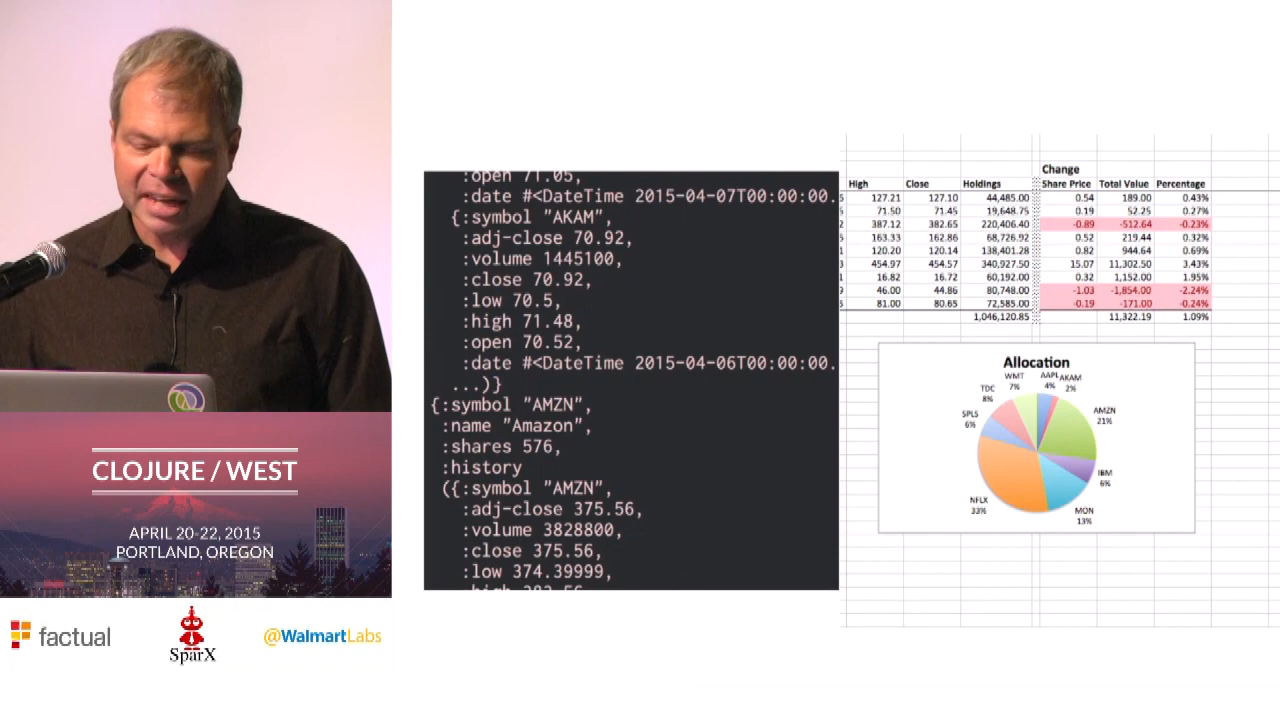 :open 71.05,
:date #<DateTime 2015-04-07T00:00:00.
{:symbol "AKAM",
:adj-close 70.92,
:volume 1445100,
:close 70.92,
:low 70.5,
:high 71.48,
:open 70.52,
:date #<DateTime 2015-04-06T00:00:00.
...)}
{:symbol "AMZN",
:name "Amazon",
:shares 576,
:history
({:symbol "AMZN",
:adj-close 375.56,
:volume 3828800,
:close 375.56,
:low 374.39999,
Change
High Close Holdings Share Price Total Value Percentage
127.21 127.10 44,485.00 0.54 189.00 0.43%
71.50 71.45 19,648.75 0.19 52.25 0.27%
387.12 382.65 220,406.40 -0.89 -512.64 -0.23%
163.33 162.86 68,726.92 0.52 219.44 0.32%
120.20 120.14 138,401.28 0.82 944.64 0.69%
454.97 454.57 340,927.50 15.07 11,302.50 3.43%
16.82 16.72 60,192.00 0.32 1,152.00 1.95%
46.00 44.86 80,748.00 -1.03 -1,854.00 -2.24%
81.00 80.65 72,585.00 -0.19 -171.00 -0.24%
1,046,120.85 11,322.19 1.09%
Allocation
AAPL
4%
AKAM
2%
AMZN
21%
IBM
6%
MON
13%
NFLX
33%
SPLS
6%
TDC
8%
WMT
7%
CLOJURE / WEST
APRIL 20-22, 2015
PORTLAND, OREGON
factual
SparX
@WalmartLabs